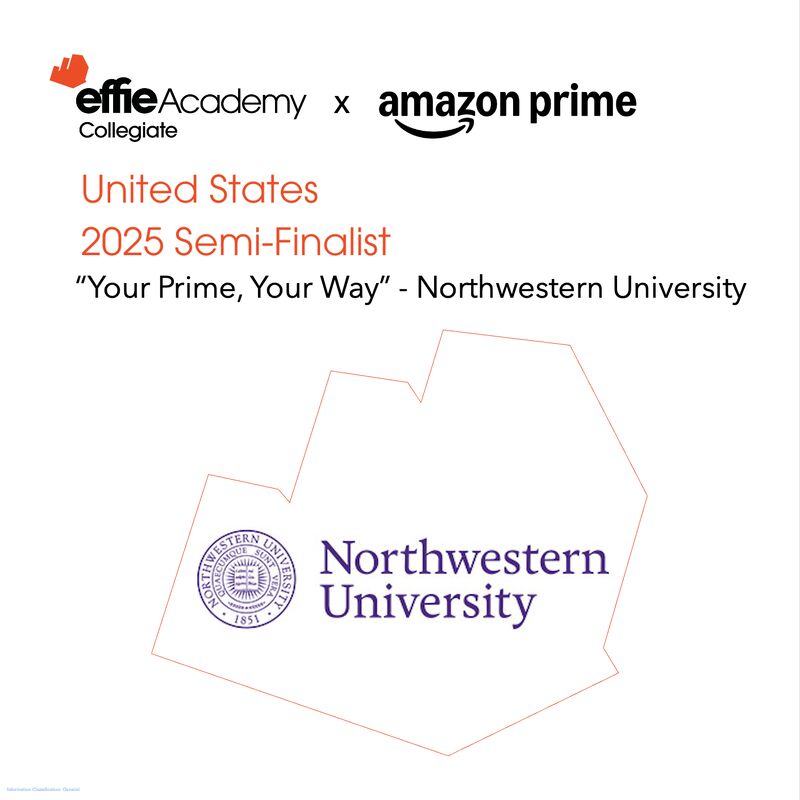 effie Academy x amazon prime
Collegiate
United States
2025 Semi-Finalist
“Your Prime, Your Way” - Northwestern University
NORTHWESTERN UNIVERSITY
QUAECUMQUE SUNT VERA
1851
Northwestern
University
Information Classification: General